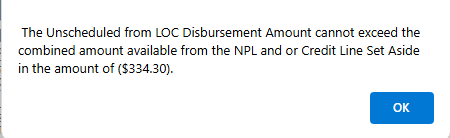 The Unscheduled from LOC Disbursement Amount cannot exceed the
combined amount available from the NPL and or Credit Line Set Aside
in the amount of ($334.30).
OK